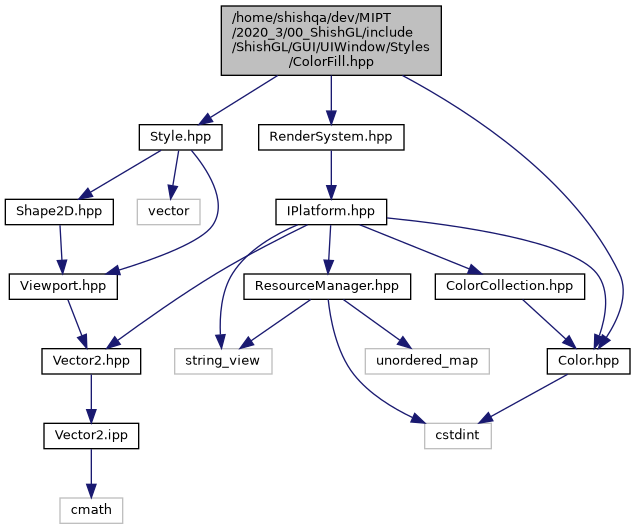 /home/shishqa/dev/MIPT
/2020_3/00_ShishGL/include
/ShishGL/GUI/UIWindow/Styles
/ColorFill.hpp
Style.hpp
RenderSystem.hpp
Shape2D.hpp
vector
IPlatform.hpp
Viewport.hpp
ResourceManager.hpp
ColorCollection.hpp
Vector2.hpp
string_view
unordered_map
Color.hpp
Vector2.ipp
cstdint
cmath